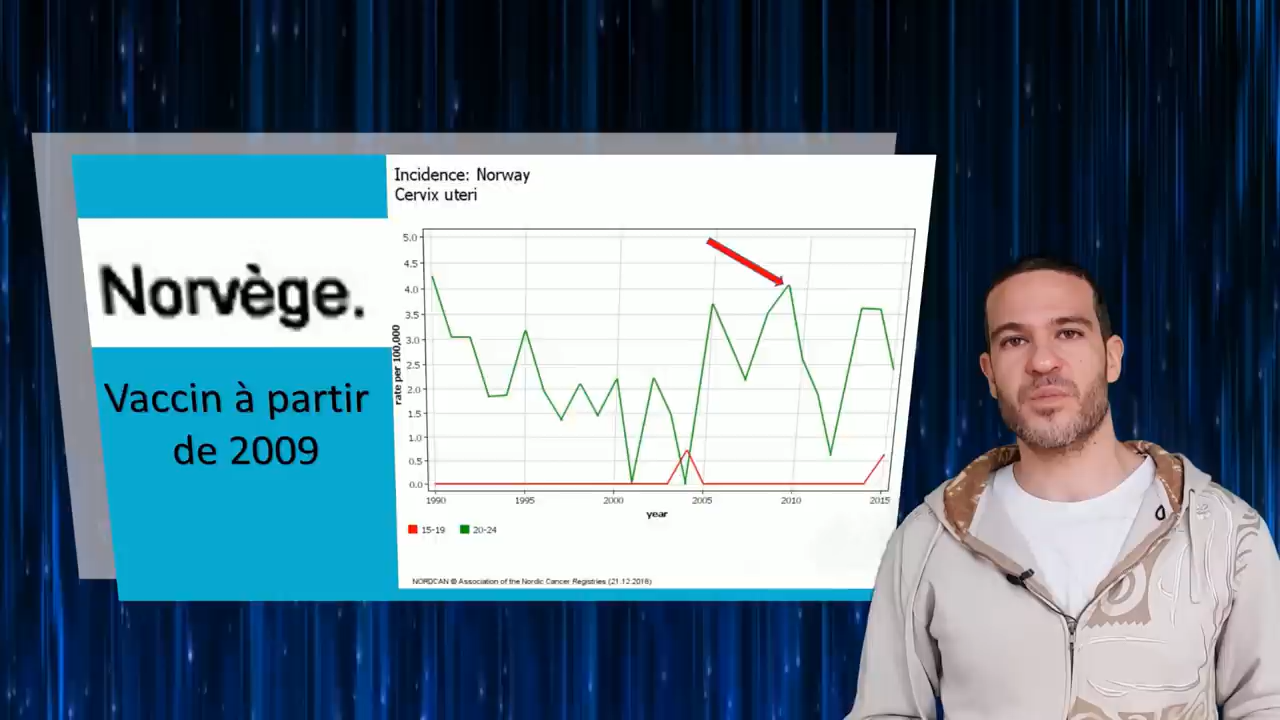 Norvège.
Vaccin à partir
de 2009
Incidence: Norway
Cervix uteri
5.0
4.5
4.0
3.5
3.0
2.5
2.0
1.5
1.0
0.5
0.0
rate per 100,000
1990 1995 2000 2005 2010 2015
year
15-19 20-24
NORDCAN © Association of the Nordic Cancer Registries (21.12.2018)